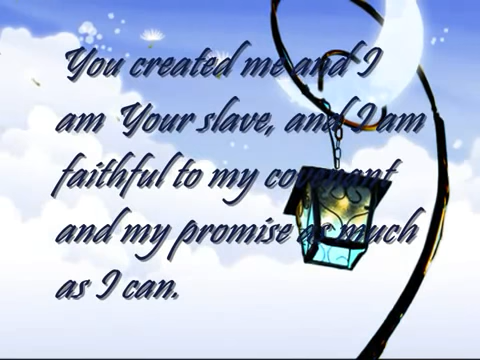 You created me and I
am Your slave, and I am
faithful to my covenant
and my promise as much
as I can.